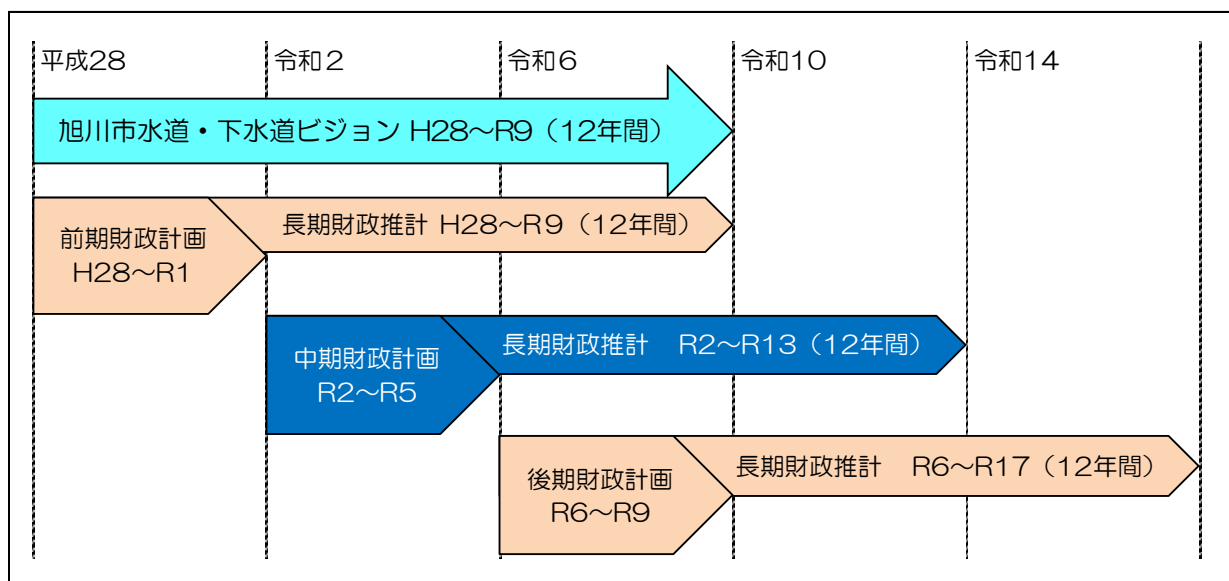 平成28
令和2
令和6
令和10
令和14
旭川市水道・下水道ビジョン H28～R9（12年間）
前期財政計画
H28～R1
長期財政推計 H28～R9（12年間）
中期財政計画
R2～R5
長期財政推計　R2～R13（12年間）
後期財政計画
R6～R9
長期財政推計　R6～R17（12年間）